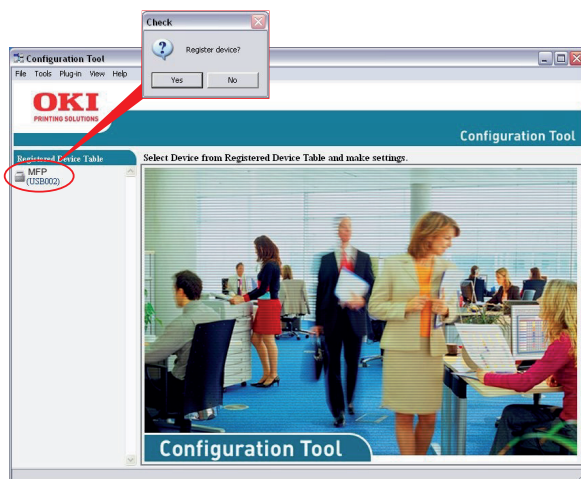 Check
Register device?
Yes
No
Configuration Tool
File Tools Plug-in View Help
OKI
PRINTING SOLUTIONS
Configuration Tool
Registered Device Table
Select Device from Registered Device Table and make settings.
MFP
(USB002)
Configuration Tool